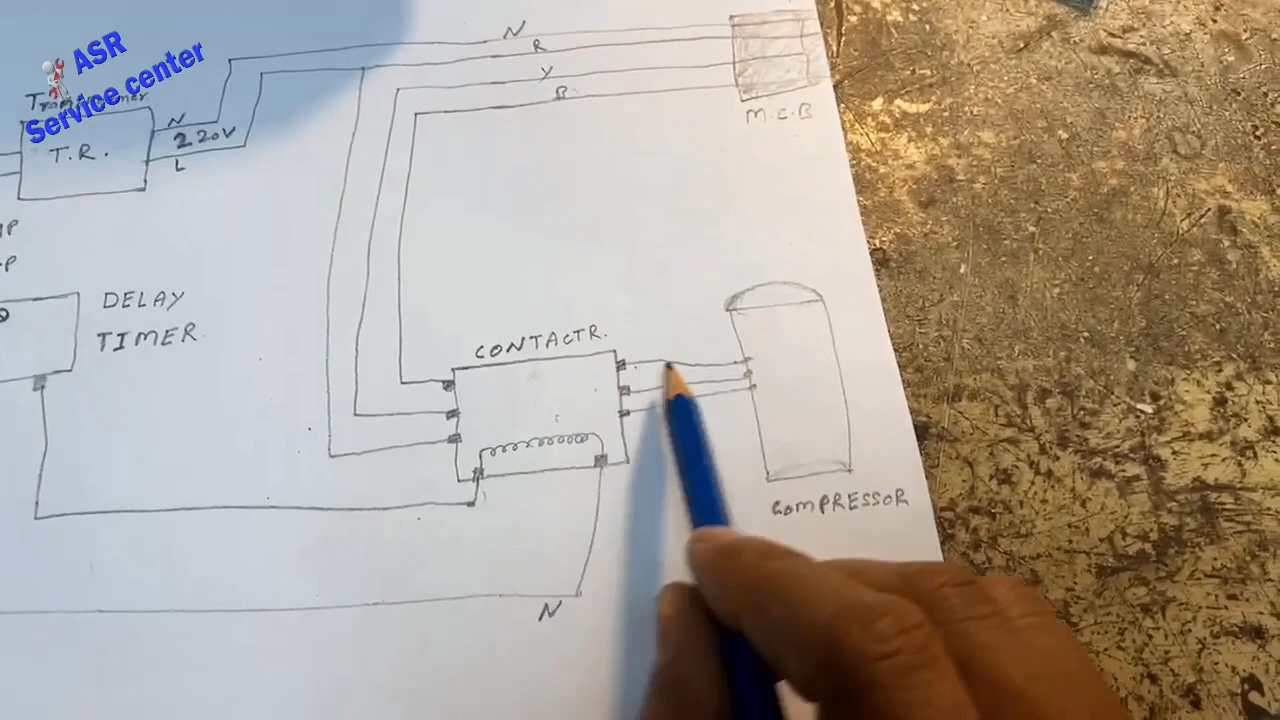 ASR
Service center
N
R
Y
B
M.C.B
N
220V
L
T.R.
DELAY
TIMER.
CONTACTR.
COMPRESSOR
N